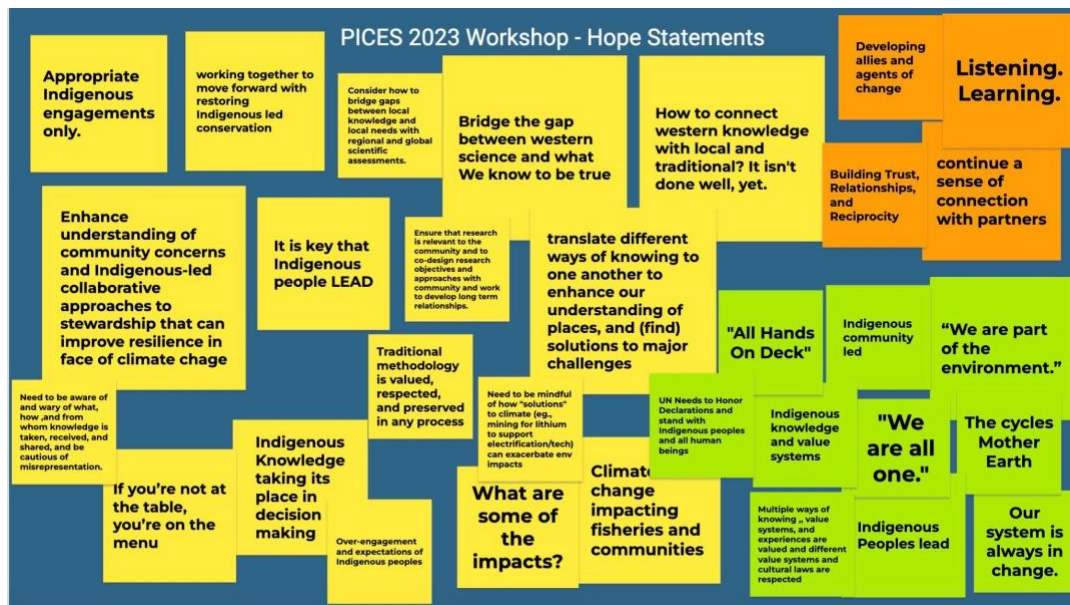 PICES 2023 Workshop - Hope Statements
Appropriate
Indigenous
engagements
only.
working together to
move forward with
restoring
Indigenous led
conservation
Consider how to
bridge gaps
between local
knowledge and
local needs with
regional and global
scientific
assessments.
Bridge the gap
between western
science and what
We know to be true
How to connect
western knowledge
with local and
traditional? It isn't
done well, yet.
Developing
allies and
agents of
change
Listening.
Learning.
Building Trust,
Relationships,
and
Reciprocity
continue a
sense of
connection
with partners
Enhance
understanding of
community concerns
and Indigenous-led
collaborative
approaches to
stewardship that can
improve resilience in
face of climate chage
It is key that
Indigenous
people LEAD
Ensure that research
is relevant to the
community and to
co-design research
objectives and
approaches with
community and work
to develop long term
relationships.
translate different
ways of knowing to
one another to
enhance our
understanding of
places, and (find)
solutions to major
challenges
"All Hands
On Deck"
Indigenous
community
led
“We are part
of the
environment.”
Traditional
methodology
is valued,
respected,
and preserved
in any process
Need to be aware of
and wary of what,
how ,and from
whom knowledge is
taken, received, and
shared, and be
cautious of
misrepresentation.
Need to be mindful
of how "solutions"
to climate (eg.,
mining for lithium
to support
electrification/tech)
can exacerbate env
impacts
UN Needs to Honor
Declarations and
stand with
Indigenous peoples
and all human
beings
Indigenous
knowledge
and value
systems
"We
are all
one."
The cycles
Mother
Earth
If you’re not at
the table,
you’re on the
menu
Indigenous
Knowledge
taking its
place in
decision
making
Over-engagement
and expectations of
Indigenous peoples
What are
some of
the
impacts?
Climate
change
impacting
fisheries and
communities
Multiple ways of
knowing ,, value
systems, and
experiences are
valued and different
value systems and
cultural laws are
respected
Indigenous
Peoples lead
Our
system is
always in
change.